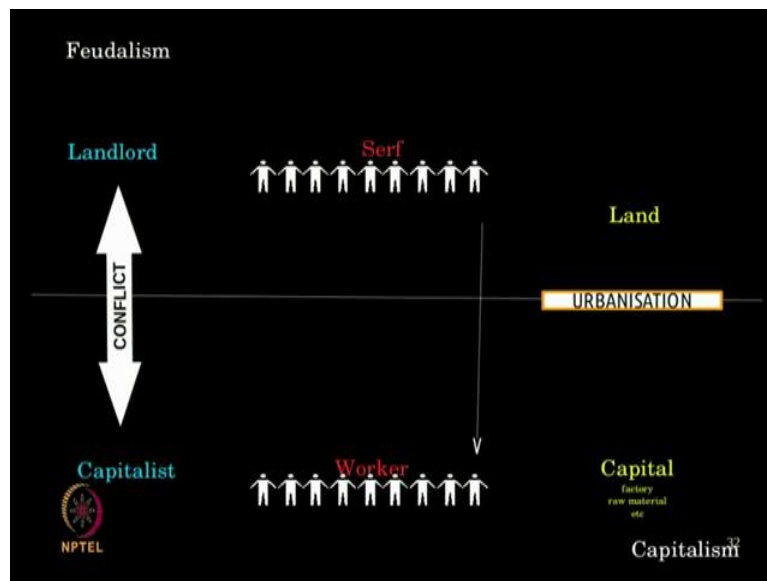 Feudalism
Landlord
Serf
Land
CONFLICT
URBANISATION
Capitalist
Worker
Capital
factory
raw material
etc
NPTEL
Capitalism
32